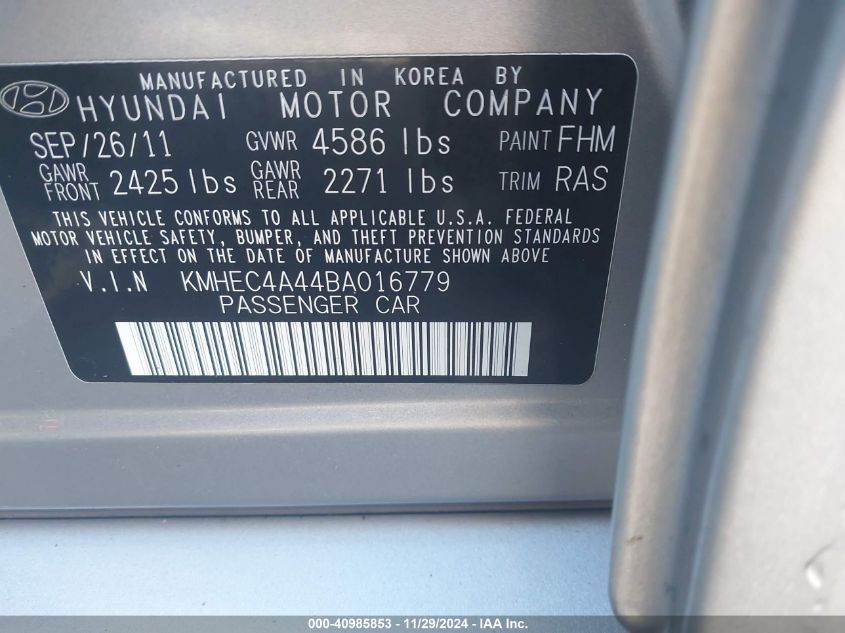 MANUFACTURED IN KOREA BY
HYUNDAI MOTOR COMPANY
SEP/26/11 GVWR 4586 lbs PAINT FHM
GAWR FRONT 2425 lbs GAWR REAR 2271 lbs TRIM RAS
THIS VEHICLE CONFORMS TO ALL APPLICABLE U.S.A. FEDERAL
MOTOR VEHICLE SAFETY, BUMPER, AND THEFT PREVENTION STANDARDS
IN EFFECT ON THE DATE OF MANUFACTURE SHOWN ABOVE.
V.I.N KMHEC4A44BA016779
PASSENGER CAR
000-40985853 - 11/29/2024 - IAA Inc.